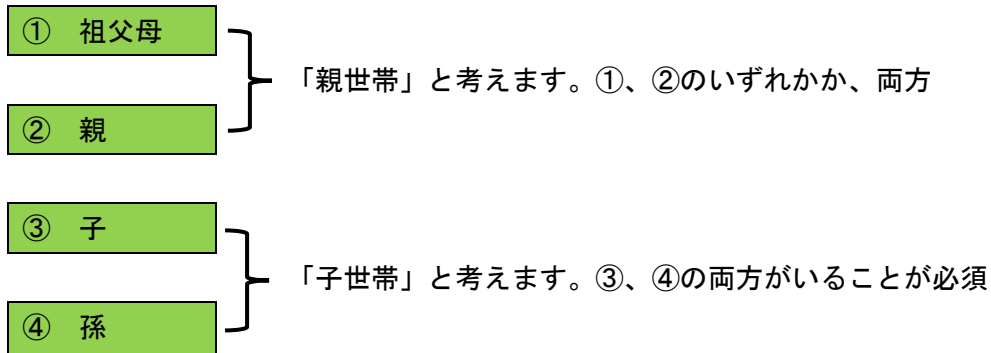 ① 祖父母
「親世帯」と考えます。①、②のいずれかか、両方
② 親
③ 子
「子世帯」と考えます。③、④の両方がいることが必須
④ 孫